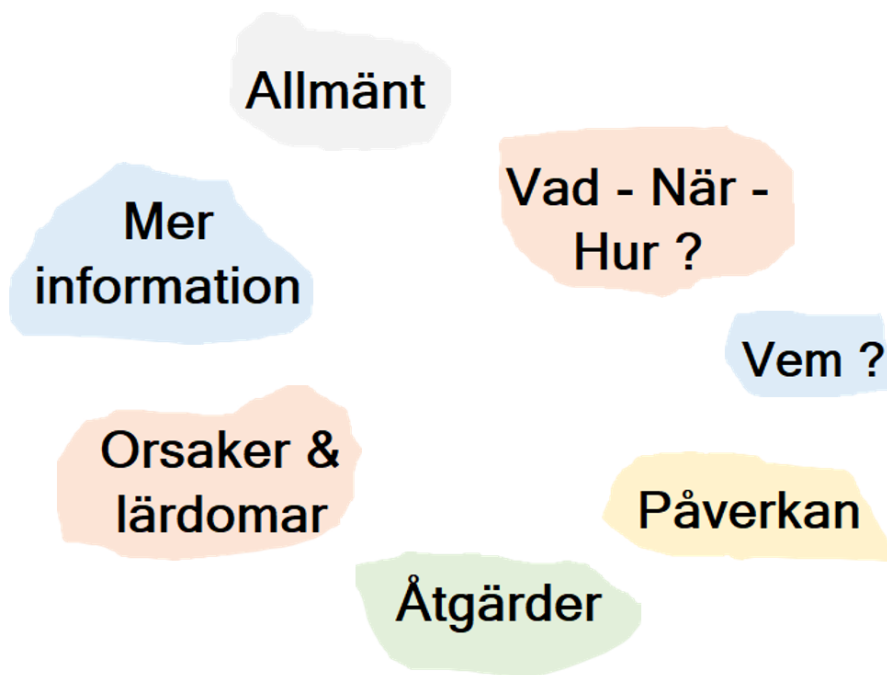 Allmänt
Vad - När -
Hur ?
Mer
information
Vem ?
Orsaker &
lärdomar
Påverkan
Åtgärder